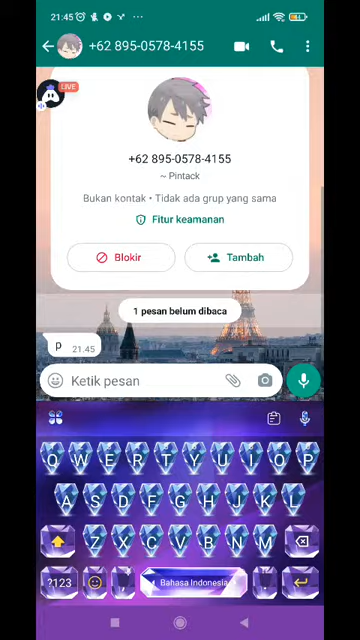 21.45
+62 895-0578-4155
LIVE
+62 895-0578-4155
~ Pintack
Bukan kontak • Tidak ada grup yang sama
Fitur keamanan
Blokir
Tambah
1 pesan belum dibaca
p
21.45
Ketik pesan
Q W E R T Y U I O P
A S D F G H J K L
Z X C V B N M
?123
Bahasa Indonesia